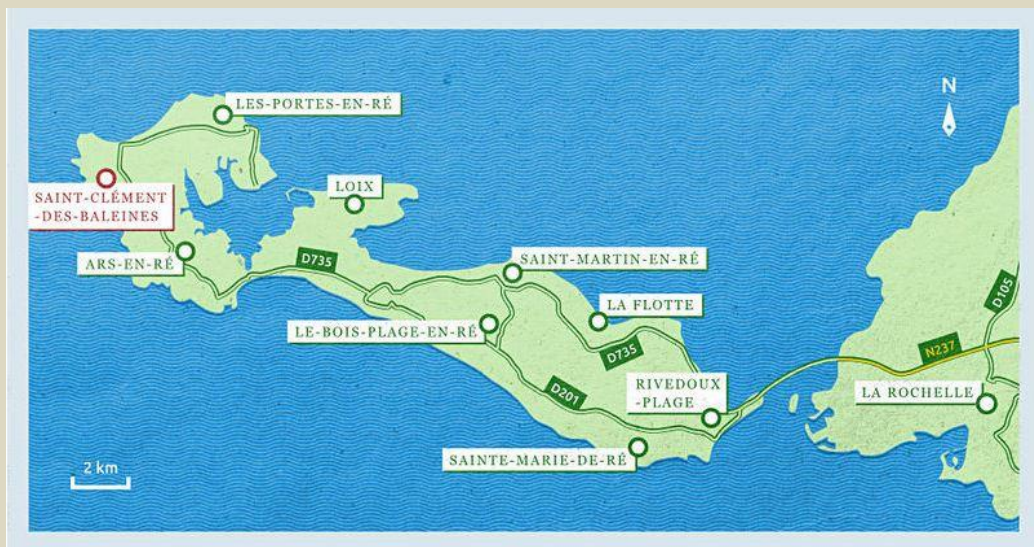 N
LES-PORTES-EN-RÉ
LOIX
SAINT-CLÉMENT
-DES-BALEINES
ARS-EN-RÉ
D735
SAINT-MARTIN-EN-RÉ
D105
LA FLOTTE
LE-BOIS-PLAGE-EN-RÉ
D735
N237
RIVEDOUX
-PLAGE
D201
LA ROCHELLE
SAINTE-MARIE-DE-RÉ
2 km